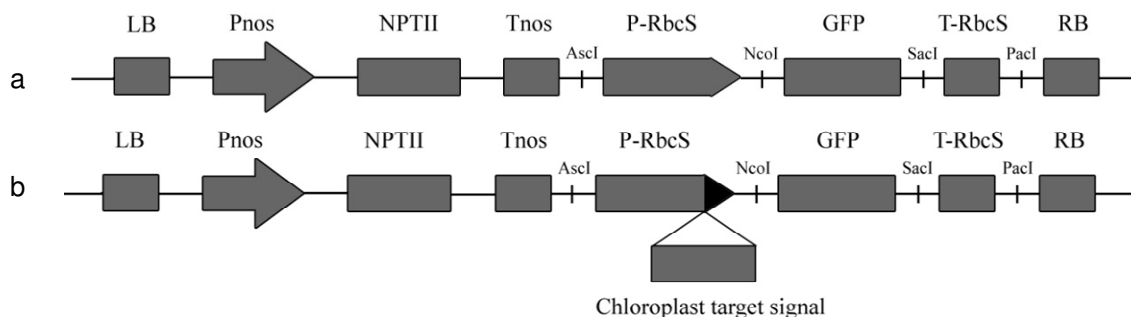 LB Pnos NPTII Tnos P-RbcS GFP T-RbcS RB
AscI NcoI SacI PacI
a
LB Pnos NPTII Tnos P-RbcS GFP T-RbcS RB
AscI NcoI SacI PacI
b
Chloroplast target signal